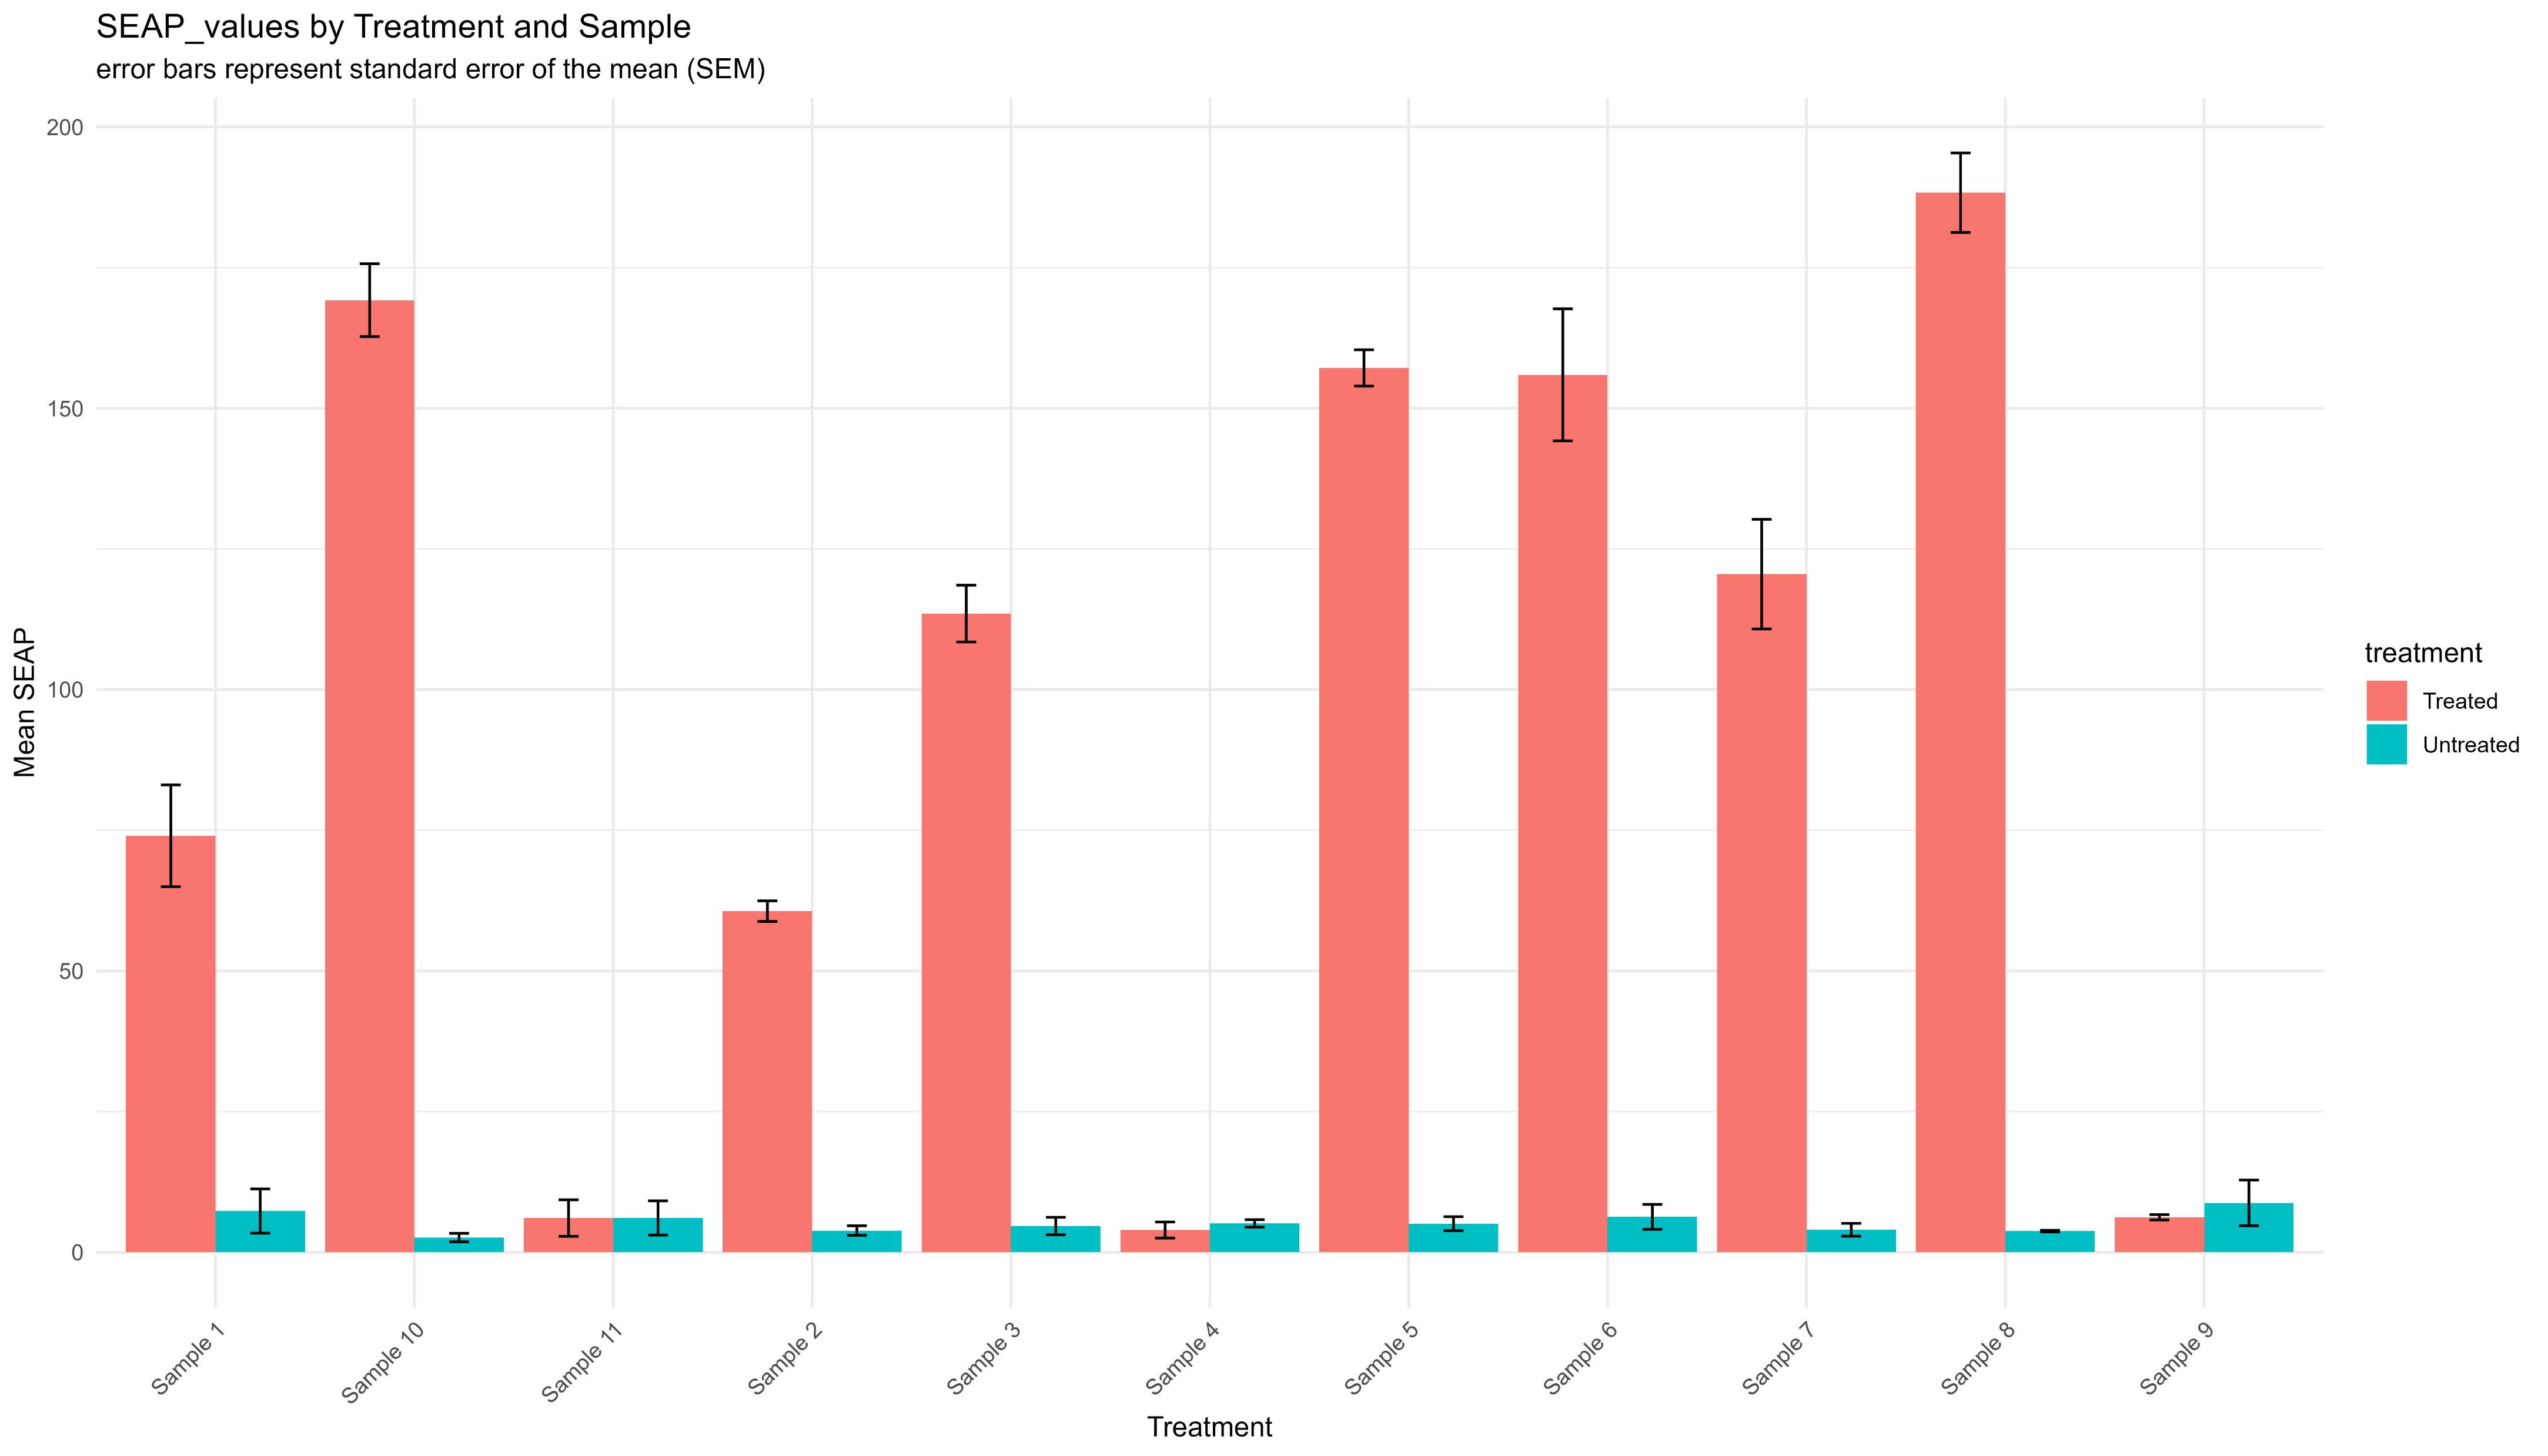 SEAP_values by Treatment and Sample
error bars represent standard error of the mean (SEM)
200
150
100
50
0
Mean SEAP
Sample 1
Sample 10
Sample 11
Sample 2
Sample 3
Sample 4
Sample 5
Sample 6
Sample 7
Sample 8
Sample 9
Treatment
treatment
Treated
Untreated